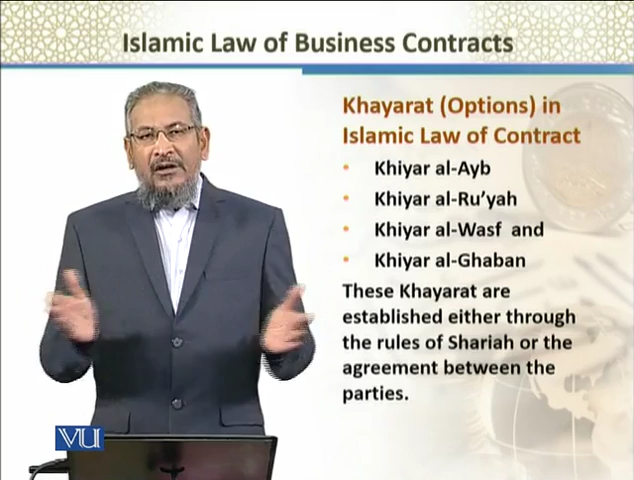 Islamic Law of Business Contracts
Khayarat (Options) in
Islamic Law of Contract
• Khiyar al-Ayb
• Khiyar al-Ru’yah
• Khiyar al-Wasf and
• Khiyar al-Ghaban
These Khayarat are
established either through
the rules of Shariah or the
agreement between the
parties.
VU